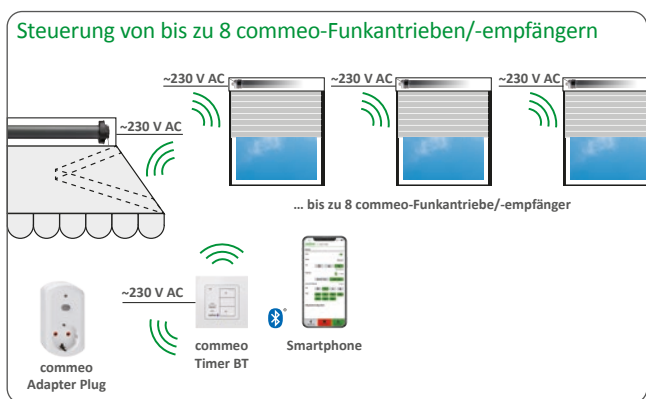 Steuerung von bis zu 8 commeo-Funkantrieben/-empfängern
~230 V AC
~230 V AC
~230 V AC
~230 V AC
... bis zu 8 commeo-Funkantriebe/-empfänger
~230 V AC
commeo
Adapter Plug
commeo
Timer BT
Smartphone